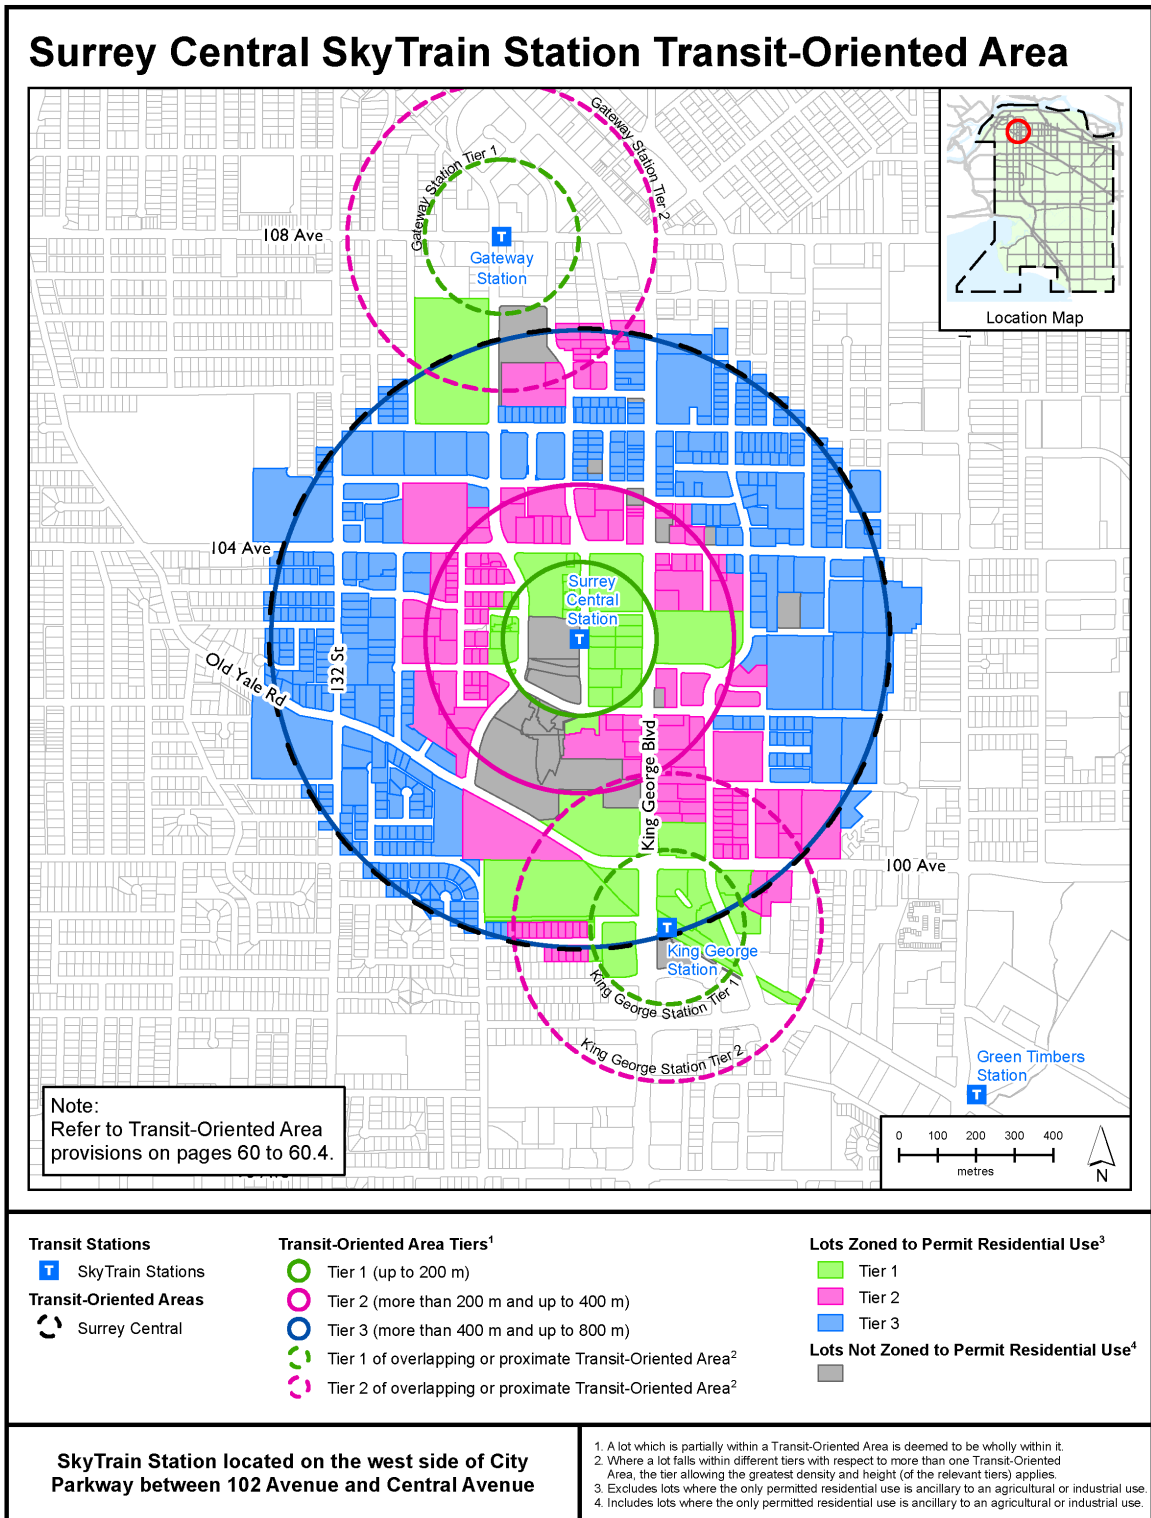 Surrey Central SkyTrain Station Transit-Oriented Area
Gateway Station Tier 1
Gateway Station Tier 2
108 Ave
T
Gateway
Station
Location Map
104 Ave
Surrey
Central
Station
T
132 St
Old Yale Rd
King George Blvd
100 Ave
T
King George
Station
King George Station Tier 1
King George Station Tier 2
Green Timbers
Station
T
Note:
Refer to Transit-Oriented Area
provisions on pages 60 to 60.4.
0 100 200 300 400
metres
N
Transit Stations
T SkyTrain Stations
Transit-Oriented Areas
Surrey Central
Transit-Oriented Area Tiers1
Tier 1 (up to 200 m)
Tier 2 (more than 200 m and up to 400 m)
Tier 3 (more than 400 m and up to 800 m)
Tier 1 of overlapping or proximate Transit-Oriented Area2
Tier 2 of overlapping or proximate Transit-Oriented Area2
Lots Zoned to Permit Residential Use3
Tier 1
Tier 2
Tier 3
Lots Not Zoned to Permit Residential Use4
SkyTrain Station located on the west side of City
Parkway between 102 Avenue and Central Avenue
1. A lot which is partially within a Transit-Oriented Area is deemed to be wholly within it.
2. Where a lot falls within different tiers with respect to more than one Transit-Oriented
Area, the tier allowing the greatest density and height (of the relevant tiers) applies.
3. Excludes lots where the only permitted residential use is ancillary to an agricultural or industrial use.
4. Includes lots where the only permitted residential use is ancillary to an agricultural or industrial use.